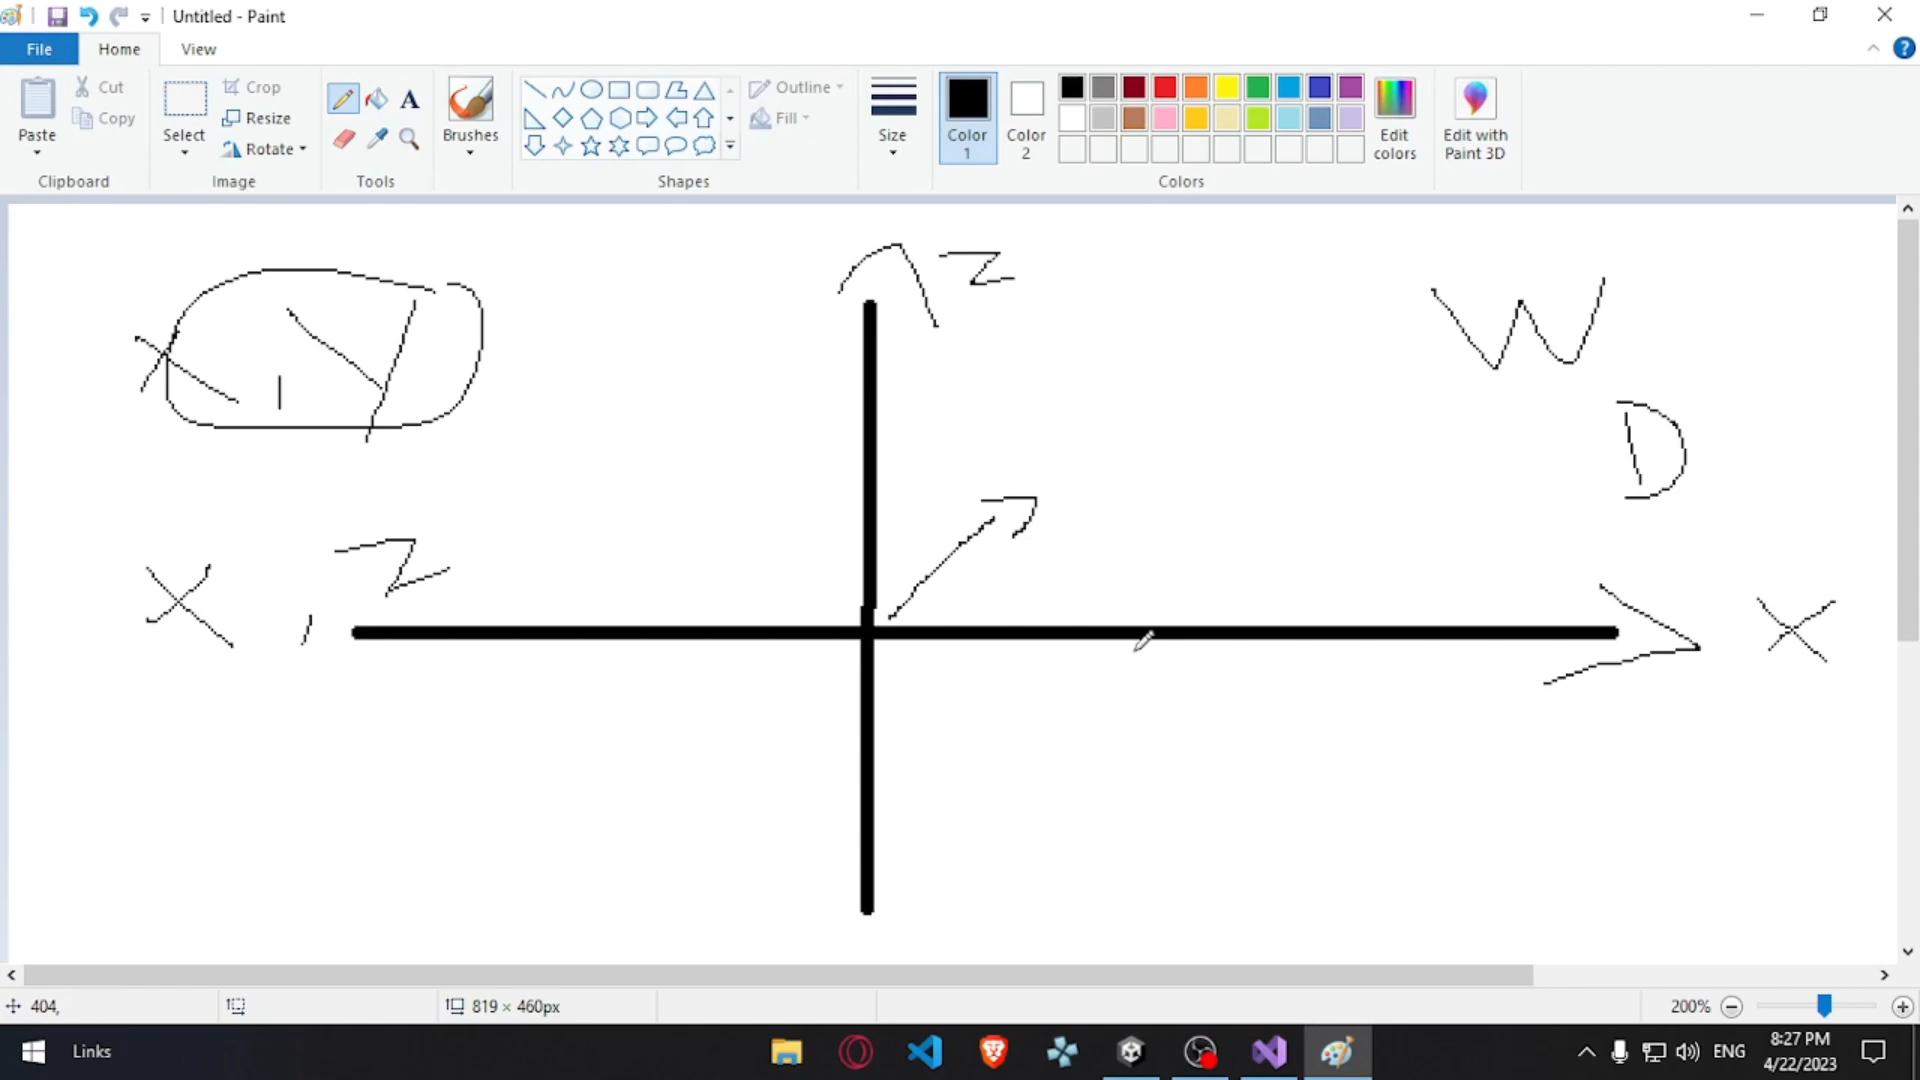 Untitled - Paint
File Home View
Paste
Cut
Copy
Clipboard
Select
Crop
Resize
Rotate
Image
A
Tools
Brushes
Shapes
Outline
Fill
Size
Color 1
Color 2
Edit colors
Edit with Paint 3D
Colors
z
W
X , Y
D
X , Z
X
404,
819 × 460px
200%
Links
ENG
8:27 PM
4/22/2023